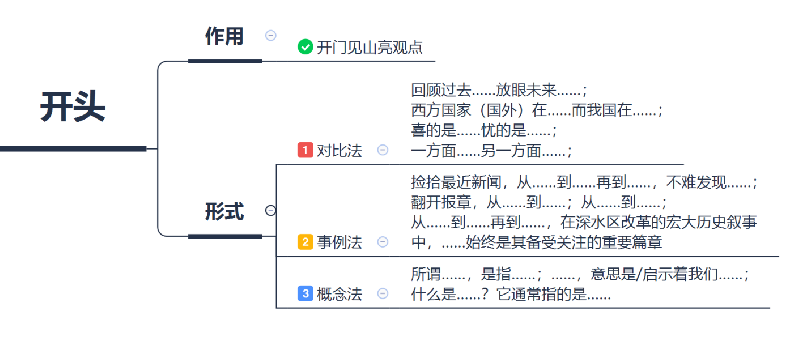 开头
作用
开门见山亮观点
形式
1 对比法
回顾过去……放眼未来……；
西方国家（国外）在……而我国在……；
喜的是……忧的是……；
一方面……另一方面……；
2 事例法
捡拾最近新闻，从……到……再到……，不难发现……；
翻开报章，从……到……；从……到……；
从……到……再到……，在深水区改革的宏大历史叙事
中，……始终是其备受关注的重要篇章
3 概念法
所谓……，是指……；……，意思是/启示着我们……；
什么是……？它通常指的是……